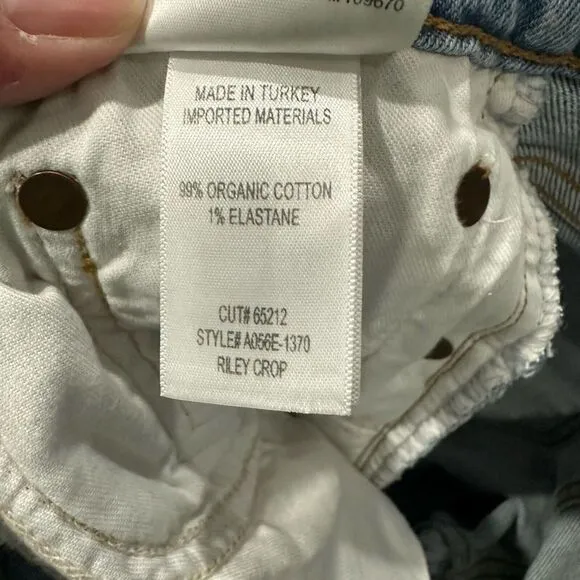 MADE IN TURKEY
IMPORTED MATERIALS
99% ORGANIC COTTON
1% ELASTANE
CUT# 65212
STYLE# A056E-1370
RILEY CROP